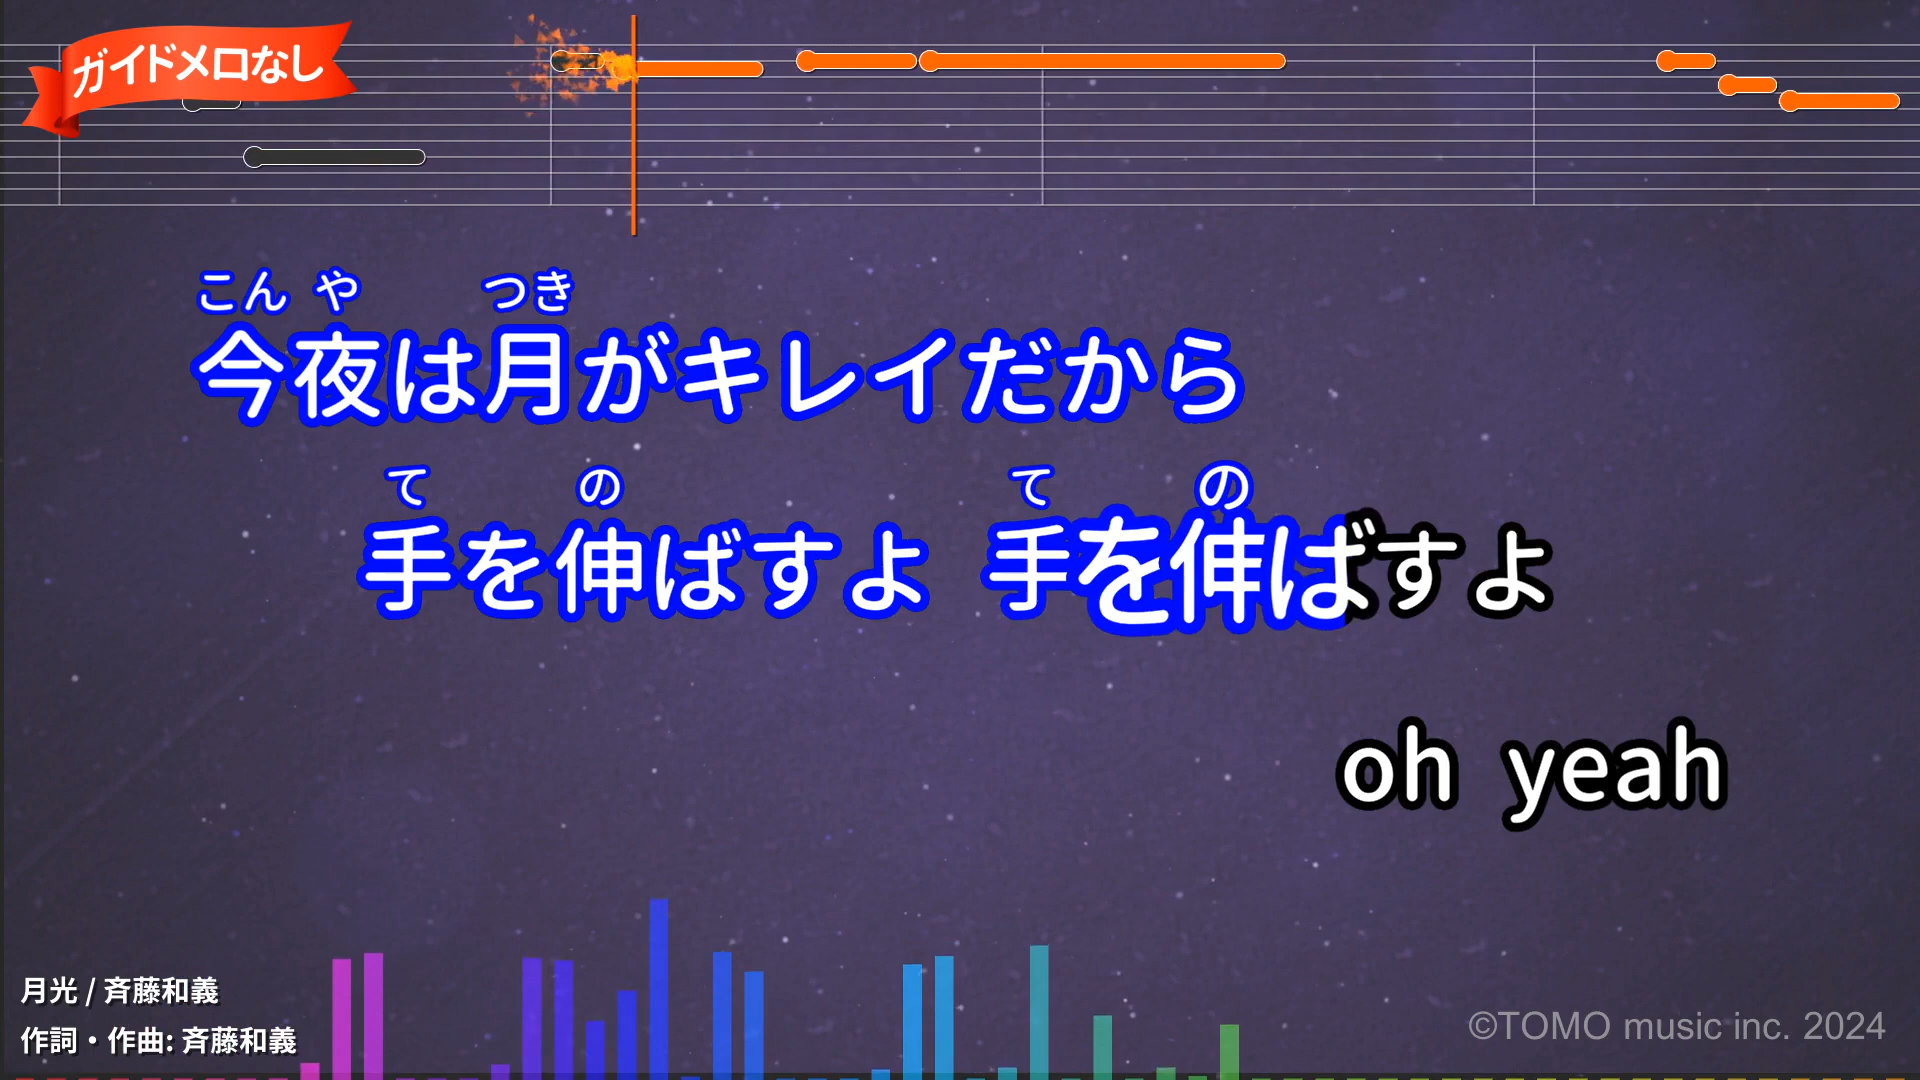 ガイドメロなし
こん や つき
今夜は月がキレイだから
て の て の
手を伸ばすよ 手を伸ばすよ
oh yeah
月光 / 斉藤和義
作詞・作曲: 斉藤和義
©TOMO music inc. 2024